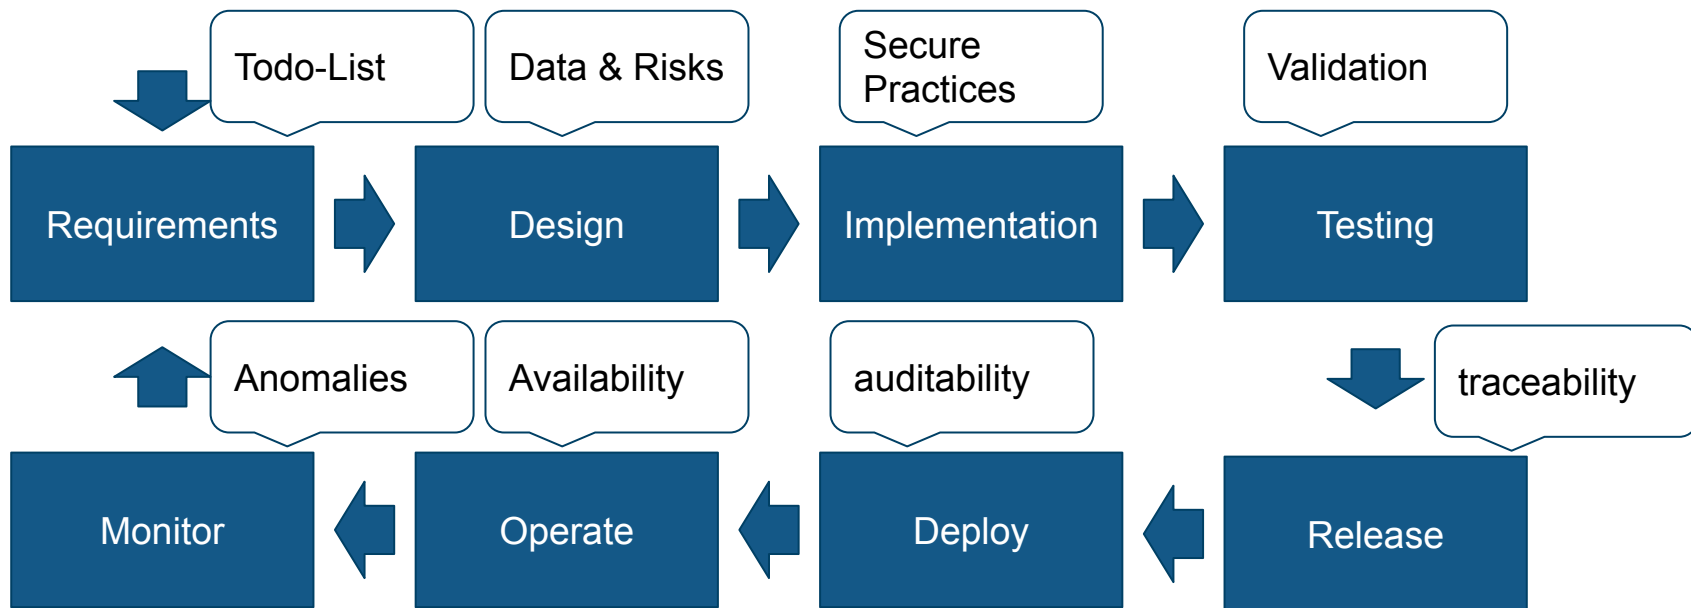 Todo-List
Data & Risks
Secure
Practices
Validation
Requirements
Design
Implementation
Testing
Anomalies
Availability
auditability
traceability
Monitor
Operate
Deploy
Release